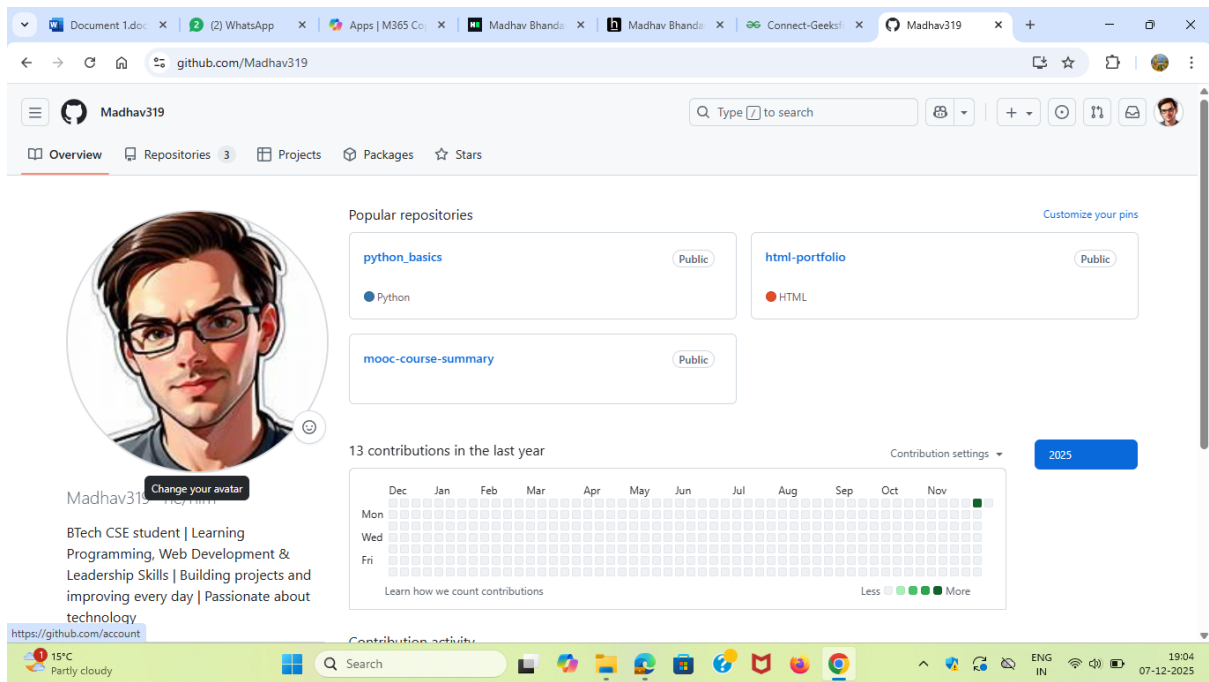 Document 1.doc
2
(2) WhatsApp
Apps | M365 Co
Madhav Bhanda
Madhav Bhanda
Connect-Geeksf
Madhav319
github.com/Madhav319
Madhav319
Type / to search
Overview
Repositories 3
Projects
Packages
Stars
Popular repositories
Customize your pins
python_basics
Public
Python
html-portfolio
Public
HTML
mooc-course-summary
Public
13 contributions in the last year
Contribution settings
2025
Dec Jan Feb Mar Apr May Jun Jul Aug Sep Oct Nov
Mon
Wed
Fri
Learn how we count contributions
Less More
Change your avatar
Madhav319
BTech CSE student | Learning
Programming, Web Development &
Leadership Skills | Building projects and
improving every day | Passionate about
technology
Contribution activity
https://github.com/account
1
15°C
Partly cloudy
Search
ENG
IN
19:04
07-12-2025